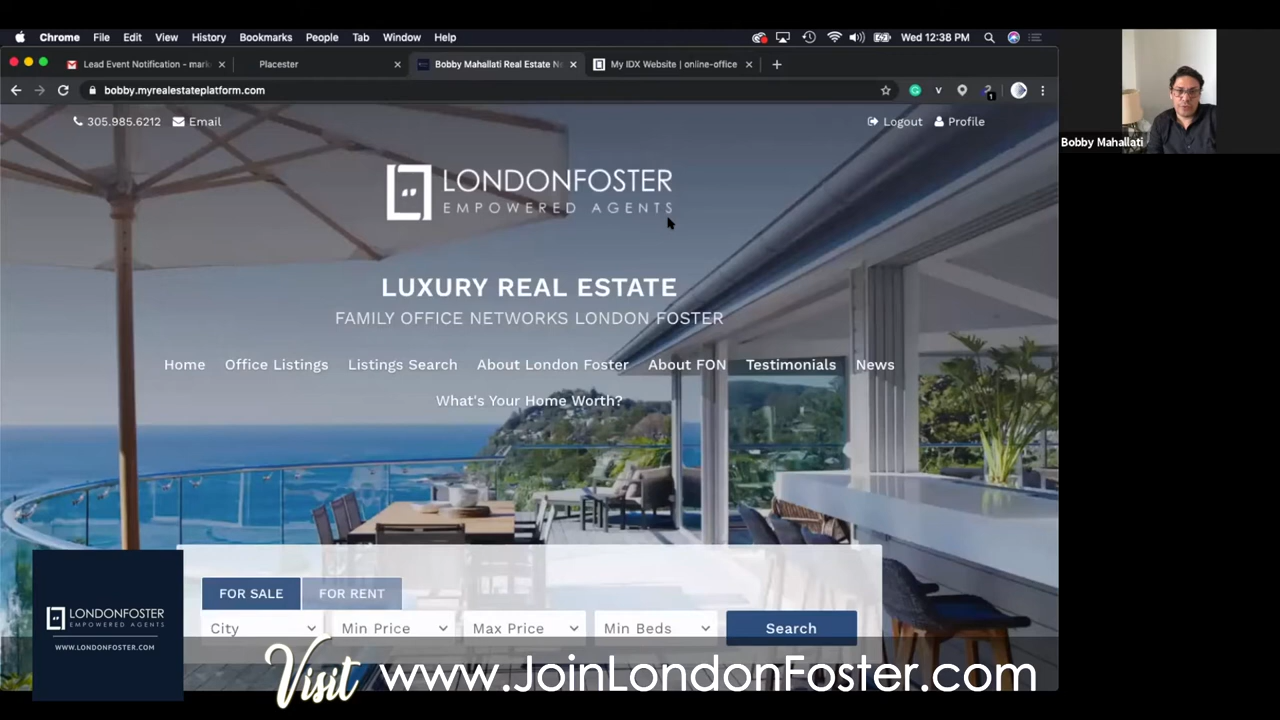 Chrome File Edit View History Bookmarks People Tab Window Help Wed 12:38 PM
Lead Event Notification - mark
Placester
Bobby Mahallati Real Estate N
My IDX Website | online-office
bobby.myrealestateplatform.com
305.985.6212 Email Logout Profile
Bobby Mahallati
LONDONFOSTER
EMPOWERED AGENTS
LUXURY REAL ESTATE
FAMILY OFFICE NETWORKS LONDON FOSTER
Home Office Listings Listings Search About London Foster About FON Testimonials News
What's Your Home Worth?
FOR SALE FOR RENT
City Min Price Max Price Min Beds Search
LONDONFOSTER
EMPOWERED AGENTS
WWW.LONDONFOSTER.COM
Visit www.JoinLondonFoster.com